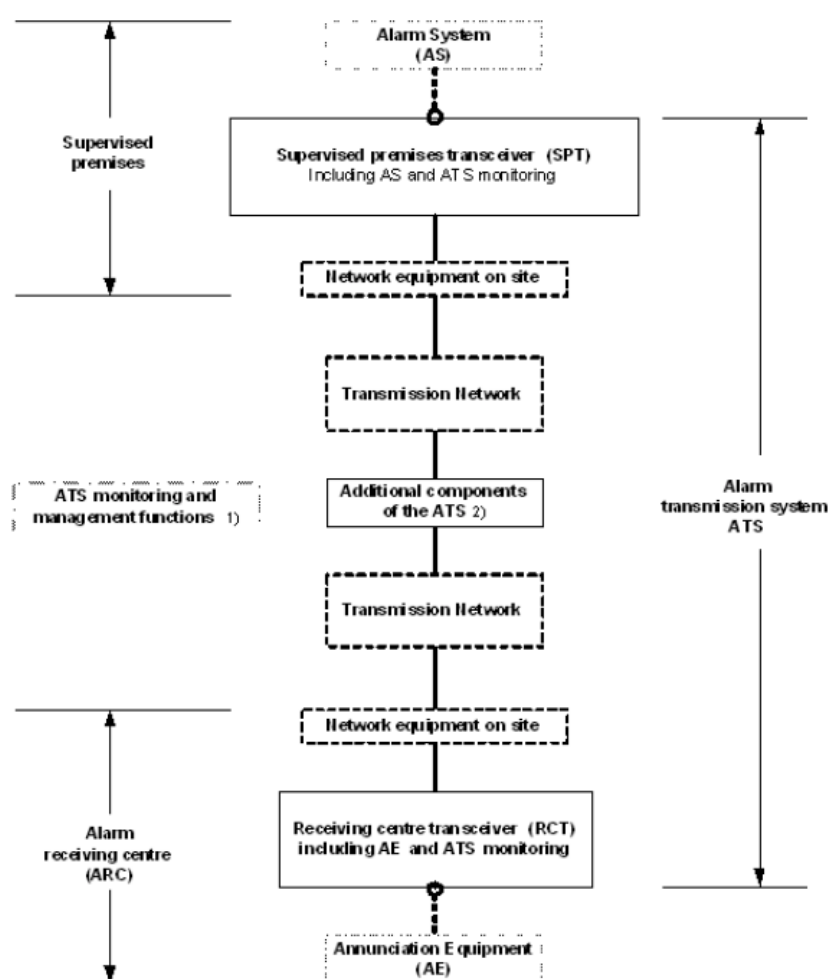 Alarm System
(AS)
Supervised
premises
Supervised premises transceiver (SPT)
Including AS and ATS monitoring
Network equipment on site
Transmission Network
ATS monitoring and
management functions 1)
Additional components
of the ATS 2)
Alarm
transmission system
ATS
Transmission Network
Network equipment on site
Alarm
receiving centre
(ARC)
Receiving centre transceiver (RCT)
including AE and ATS monitoring
Annunciation Equipment
(AE)